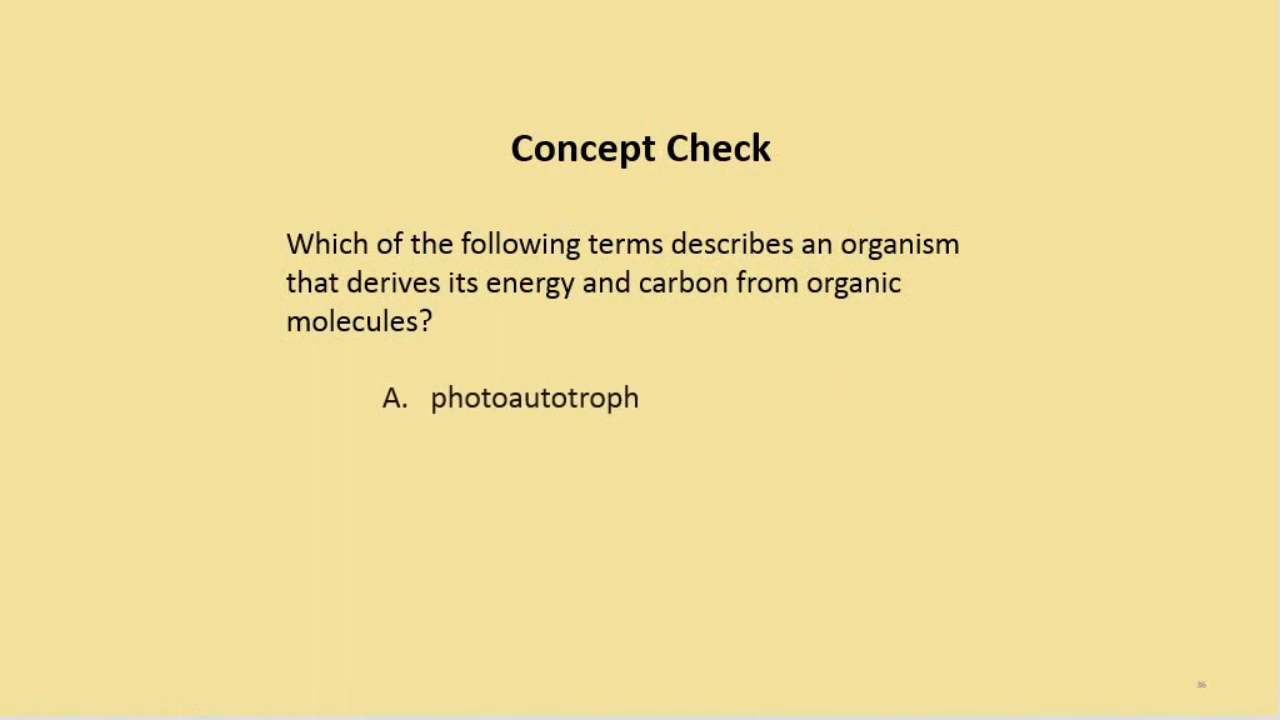 Concept Check
Which of the following terms describes an organism
that derives its energy and carbon from organic
molecules?
A. photoautotroph
36